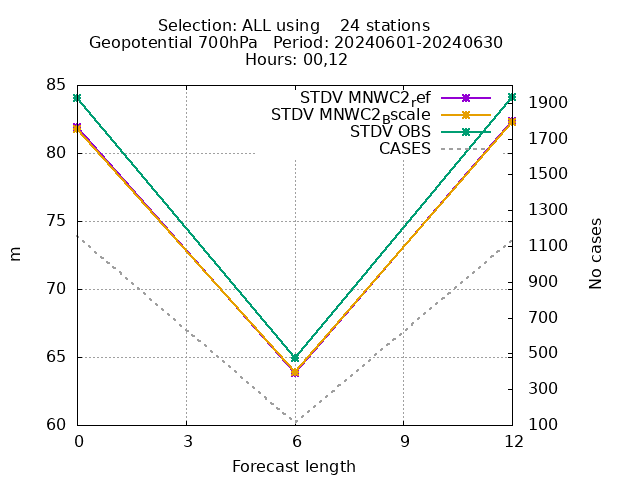 Selection: ALL using    24 stations
Geopotential 700hPa   Period: 20240601-20240630
Hours: 00,12
STDV MNWC2ref
STDV MNWC2Bscale
STDV OBS
CASES
85
80
75
70
65
60
m
1900
1700
1500
1300
1100
900
700
500
300
100
No cases
0 3 6 9 12
Forecast length